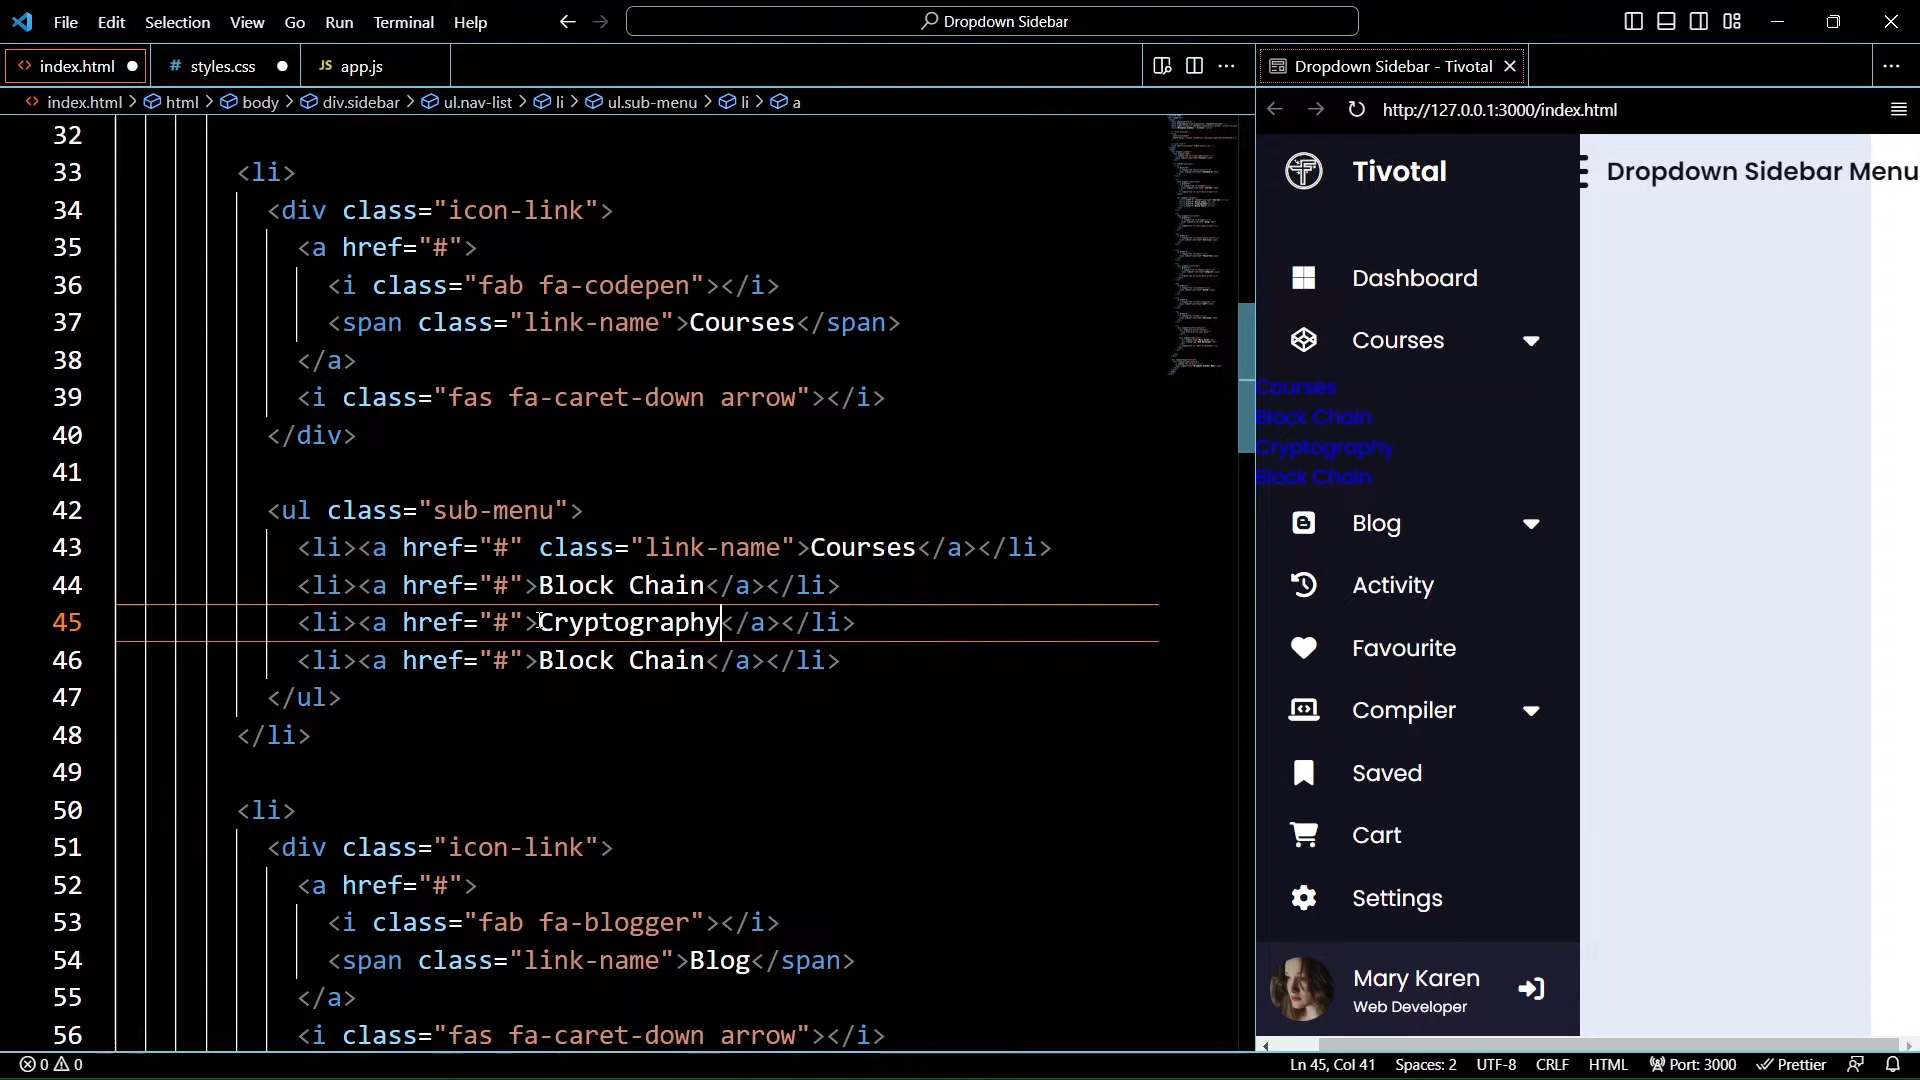 File Edit Selection View Go Run Terminal Help
Dropdown Sidebar
<> index.html
# styles.css
JS app.js
Dropdown Sidebar - Tivotal
<> index.html > html > body > div.sidebar > ul.nav-list > li > ul.sub-menu > li > a
http://127.0.0.1:3000/index.html
32
33 <li>
34 <div class="icon-link">
35 <a href="#">
36 <i class="fab fa-codepen"></i>
37 <span class="link-name">Courses</span>
38 </a>
39 <i class="fas fa-caret-down arrow"></i>
40 </div>
41
42 <ul class="sub-menu">
43 <li><a href="#" class="link-name">Courses</a></li>
44 <li><a href="#">Block Chain</a></li>
45 <li><a href="#">Cryptography</a></li>
46 <li><a href="#">Block Chain</a></li>
47 </ul>
48 </li>
49
50 <li>
51 <div class="icon-link">
52 <a href="#">
53 <i class="fab fa-blogger"></i>
54 <span class="link-name">Blog</span>
55 </a>
56 <i class="fas fa-caret-down arrow"></i>
Tivotal
Dropdown Sidebar Menu
Dashboard
Courses
Courses
Block Chain
Cryptography
Block Chain
Blog
Activity
Favourite
Compiler
Saved
Cart
Settings
Mary Karen
Web Developer
0 0
Ln 45, Col 41 Spaces: 2 UTF-8 CRLF HTML Port: 3000 Prettier